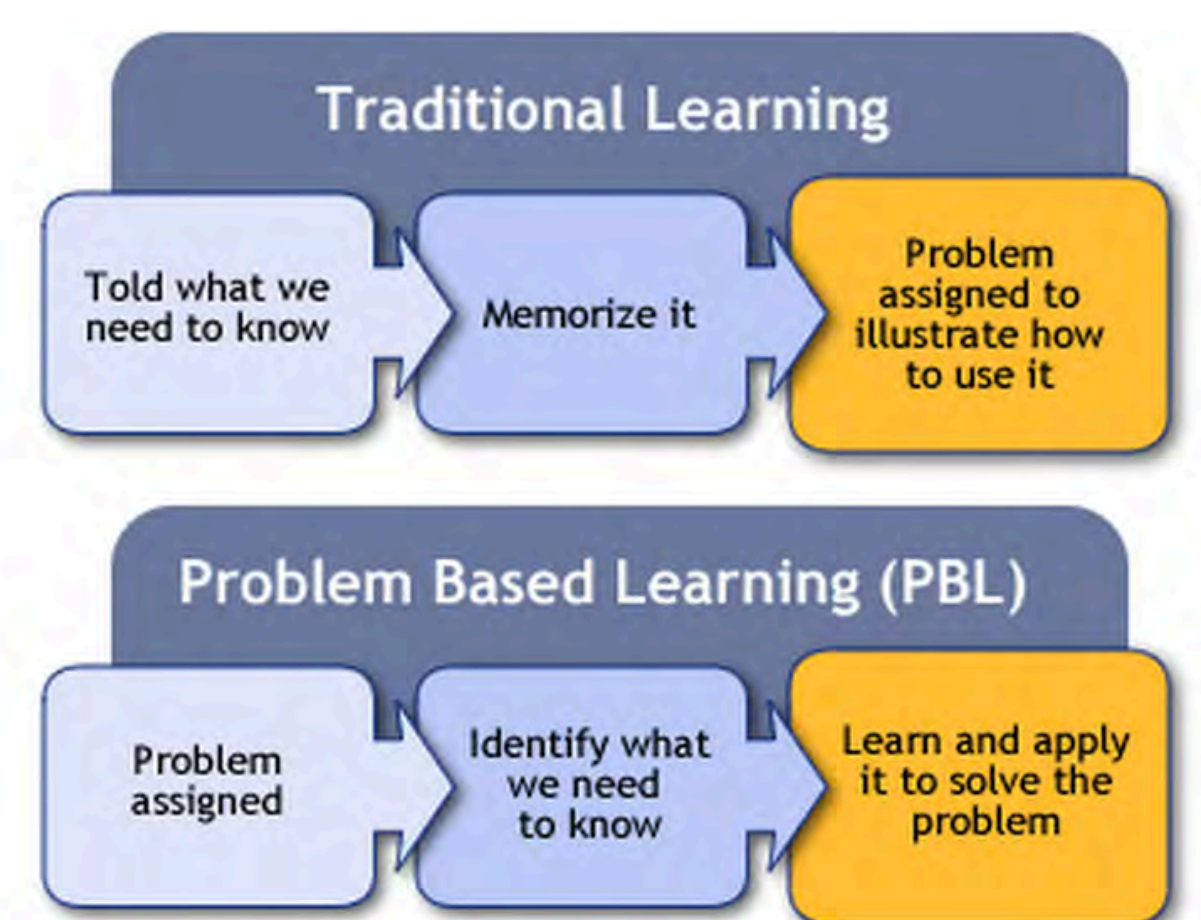 Traditional Learning
Told what we
need to know
Memorize it
Problem
assigned to
illustrate how
to use it
Problem Based Learning (PBL)
Problem
assigned
Identify what
we need
to know
Learn and apply
it to solve the
problem